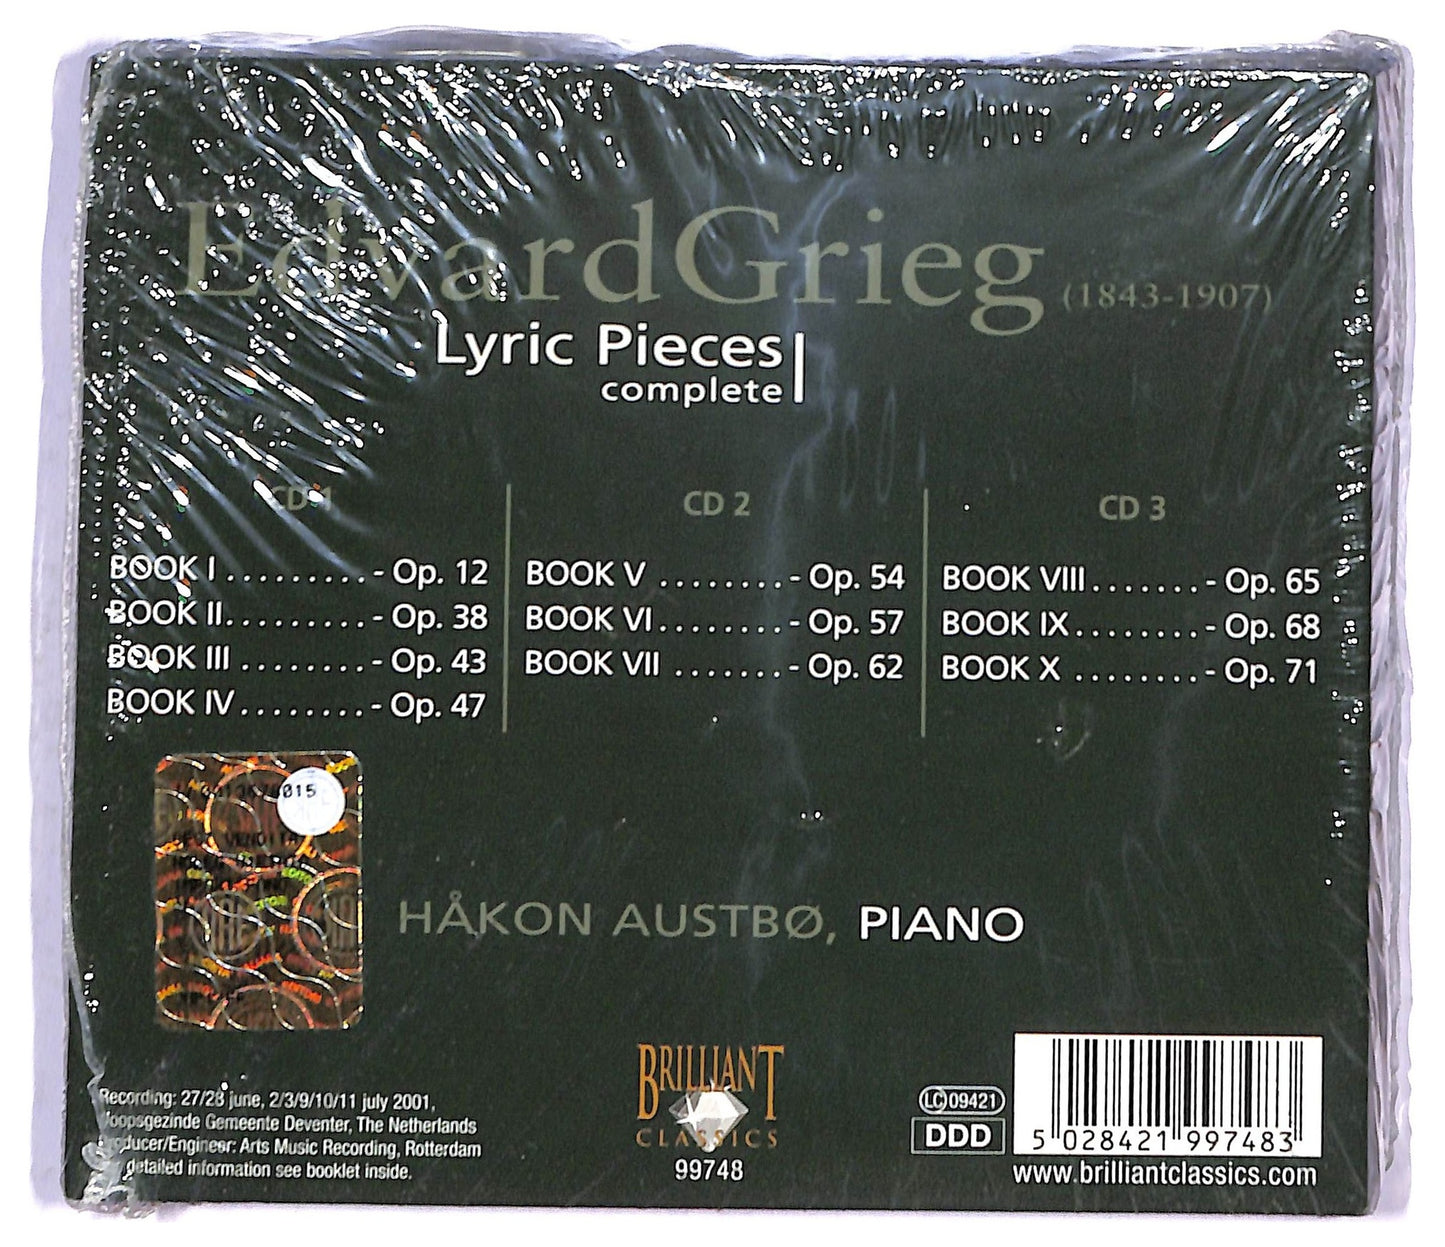 Edvard Grieg (1843-1907)
Lyric Pieces
complete
CD 1
BOOK I . . . . . . . . . - Op. 12
BOOK II. . . . . . . . . - Op. 38
BOOK III . . . . . . . . - Op. 43
BOOK IV . . . . . . . . - Op. 47
CD 2
BOOK V . . . . . . . . - Op. 54
BOOK VI. . . . . . . . - Op. 57
BOOK VII . . . . . . . - Op. 62
CD 3
BOOK VIII. . . . . . . - Op. 65
BOOK IX. . . . . . . . - Op. 68
BOOK X . . . . . . . . - Op. 71
HÅKON AUSTBØ, PIANO
Recording: 27/28 june, 2/3/9/10/11 july 2001,
Gemeente Deventer, The Netherlands
Producer/Engineer: Arts Music Recording, Rotterdam
detailed information see booklet inside.
BRILLIANT
CLASSICS
99748
LC 09421
DDD
5 028421 997483
www.brilliantclassics.com